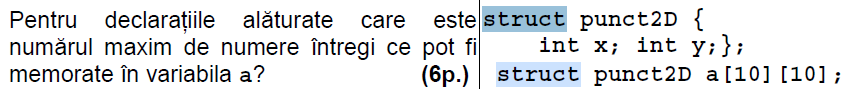 Pentru declarațiile alăturate care este
numărul maxim de numere întregi ce pot fi
memorate în variabila a? (6p.)
struct punct2D {
int x; int y;};
struct punct2D a[10][10];